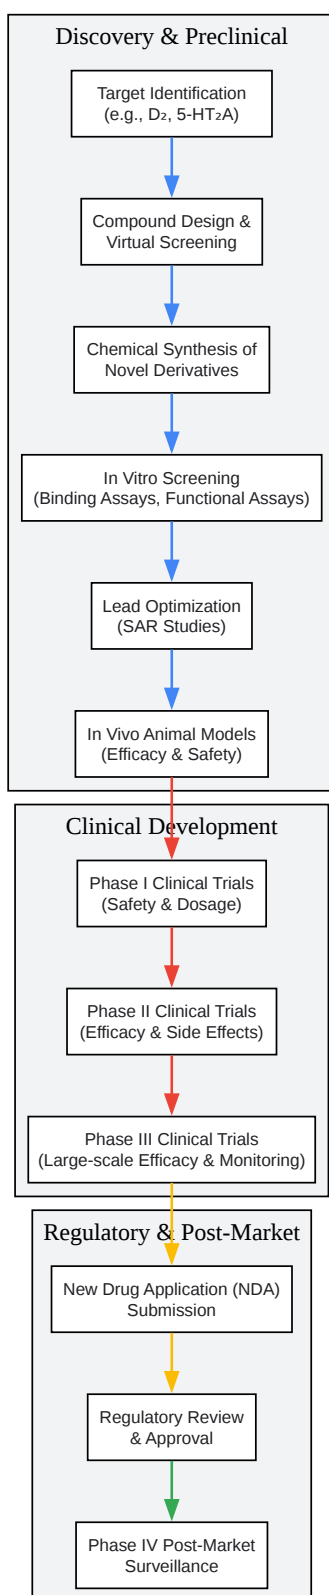 Discovery & Preclinical
Target Identification
(e.g., D₂, 5-HT₂A)
Compound Design &
Virtual Screening
Chemical Synthesis of
Novel Derivatives
In Vitro Screening
(Binding Assays, Functional Assays)
Lead Optimization
(SAR Studies)
In Vivo Animal Models
(Efficacy & Safety)
Clinical Development
Phase I Clinical Trials
(Safety & Dosage)
Phase II Clinical Trials
(Efficacy & Side Effects)
Phase III Clinical Trials
(Large-scale Efficacy & Monitoring)
Regulatory & Post-Market
New Drug Application (NDA)
Submission
Regulatory Review
& Approval
Phase IV Post-Market
Surveillance